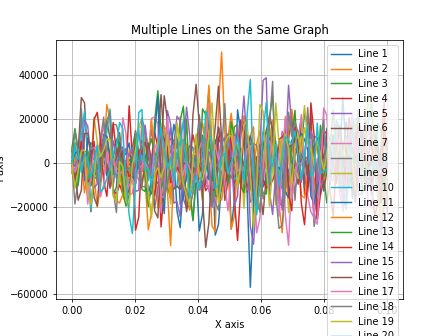 Multiple Lines on the Same Graph
40000
20000
0
−20000
−40000
−60000
0.00
0.02
0.04
0.06
X axis
axis
Line 1
Line 2
Line 3
Line 4
Line 5
Line 6
Line 7
Line 8
Line 9
Line 10
Line 11
Line 12
Line 13
Line 14
Line 15
Line 16
Line 17
Line 18
Line 19
Line 20